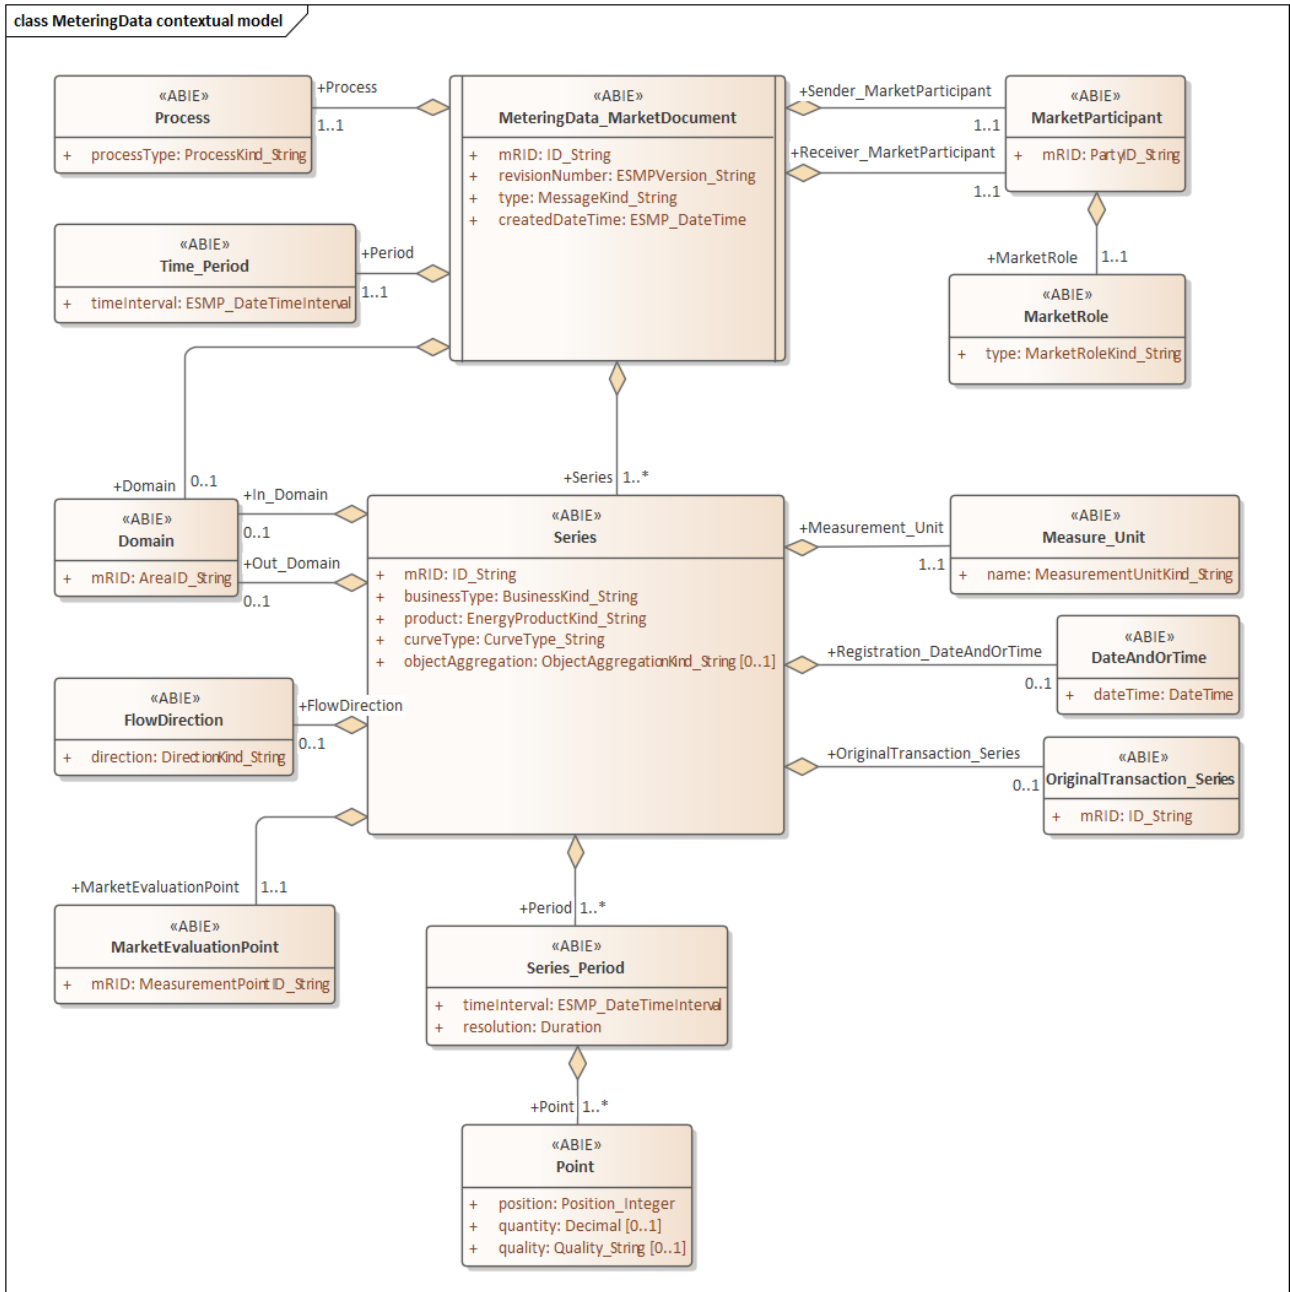 class MeteringData contextual model
«ABIE»
Process
+ processType: ProcessKind_String
+Process
1..1
«ABIE»
MeteringData_MarketDocument
+ mRID: ID_String
+ revisionNumber: ESMPVersion_String
+ type: MessageKind_String
+ createdDateTime: ESMP_DateTime
+Sender_MarketParticipant
1..1
+Receiver_MarketParticipant
1..1
«ABIE»
MarketParticipant
+ mRID: PartyID_String
«ABIE»
Time_Period
+ timeInterval: ESMP_DateTimeInterval
+Period
1..1
+MarketRole
1..1
«ABIE»
MarketRole
+ type: MarketRoleKind_String
+Domain
0..1
+Series
1..*
«ABIE»
Domain
+ mRID: AreaID_String
+In_Domain
0..1
+Out_Domain
0..1
«ABIE»
Series
+ mRID: ID_String
+ businessType: BusinessKind_String
+ product: EnergyProductKind_String
+ curveType: CurveType_String
+ objectAggregation: ObjectAggregationKind_String [0..1]
+Measurement_Unit
1..1
«ABIE»
Measure_Unit
+ name: MeasurementUnitKind_String
+Registration_DateAndOrTime
0..1
«ABIE»
DateAndOrTime
+ dateTime: DateTime
«ABIE»
FlowDirection
+ direction: DirectionKind_String
+FlowDirection
0..1
+OriginalTransaction_Series
0..1
«ABIE»
OriginalTransaction_Series
+ mRID: ID_String
+MarketEvaluationPoint
1..1
«ABIE»
MarketEvaluationPoint
+ mRID: MeasurementPointID_String
+Period
1..*
«ABIE»
Series_Period
+ timeInterval: ESMP_DateTimeInterval
+ resolution: Duration
+Point
1..*
«ABIE»
Point
+ position: Position_Integer
+ quantity: Decimal [0..1]
+ quality: Quality_String [0..1]